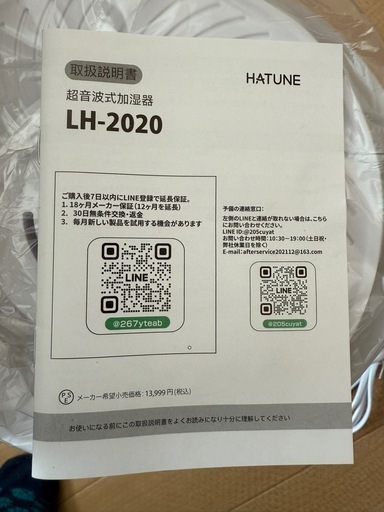 取扱説明書
HATUNE
超音波式加湿器
LH-2020
ご購入後7日以内にLINE登録で延長保証。
1. 18ヶ月メーカー保証(12ヶ月を延長)
2. 30日無条件交換・返金
3. 毎月新しい製品を試用する機会があります
LINE
@267yteab
予備の連絡窓口:
左側のLINEと連絡が取れない場合は、こちら
にお問い合わせください。
LINE ID:@205cuyat
お問い合わせ時間:10:30-19:00(土日祝・
弊社休業日を除く)
E-mail:afterservice202112@163.com
LINE
@205cuyat
PSE
メーカー希望小売価格:13,999円(税込)
お使いになる前にこの取扱説明書をよくお読みになり十分に理解してください